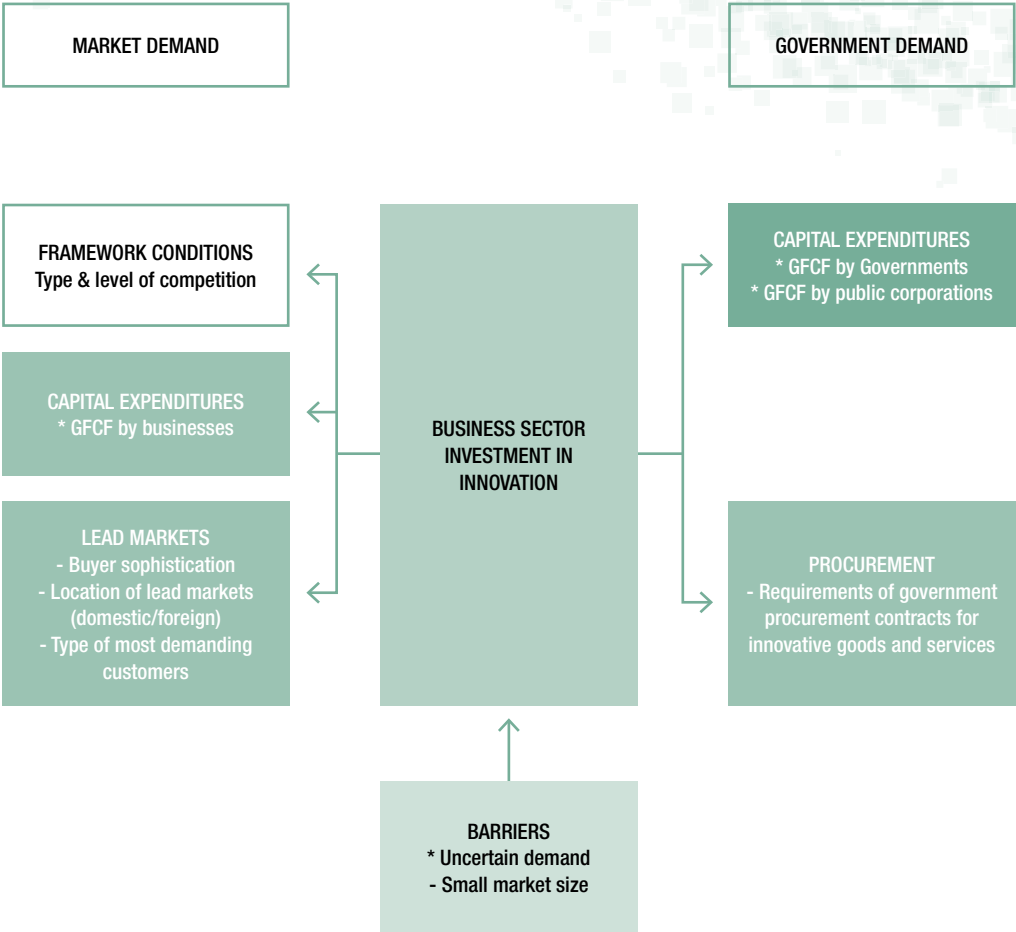 MARKET DEMAND
GOVERNMENT DEMAND
FRAMEWORK CONDITIONS
Type & level of competition
CAPITAL EXPENDITURES
* GFCF by businesses
LEAD MARKETS
- Buyer sophistication
- Location of lead markets
(domestic/foreign)
- Type of most demanding
customers
BUSINESS SECTOR
INVESTMENT IN
INNOVATION
CAPITAL EXPENDITURES
* GFCF by Governments
* GFCF by public corporations
PROCUREMENT
- Requirements of government
procurement contracts for
innovative goods and services
BARRIERS
* Uncertain demand
- Small market size